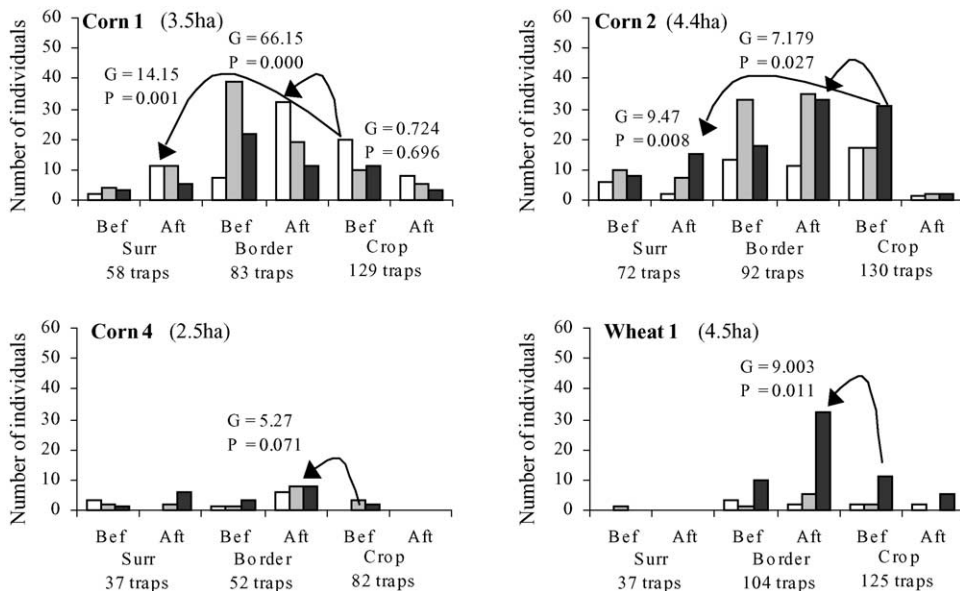 Corn 1 (3.5ha)
Number of individuals
60
50
40
30
20
10
0
G = 14.15
P = 0.001
G = 66.15
P = 0.000
G = 0.724
P = 0.696
Bef Aft Bef Aft Bef Aft
Surr Border Crop
58 traps 83 traps 129 traps
Corn 2 (4.4ha)
Number of individuals
60
50
40
30
20
10
0
G = 9.47
P = 0.008
G = 7.179
P = 0.027
Bef Aft Bef Aft Bef Aft
Surr Border Crop
72 traps 92 traps 130 traps
Corn 4 (2.5ha)
Number of individuals
60
50
40
30
20
10
0
G = 5.27
P = 0.071
Bef Aft Bef Aft Bef Aft
Surr Border Crop
37 traps 52 traps 82 traps
Wheat 1 (4.5ha)
Number of individuals
60
50
40
30
20
10
0
G = 9.003
P = 0.011
Bef Aft Bef Aft Bef Aft
Surr Border Crop
37 traps 104 traps 125 traps